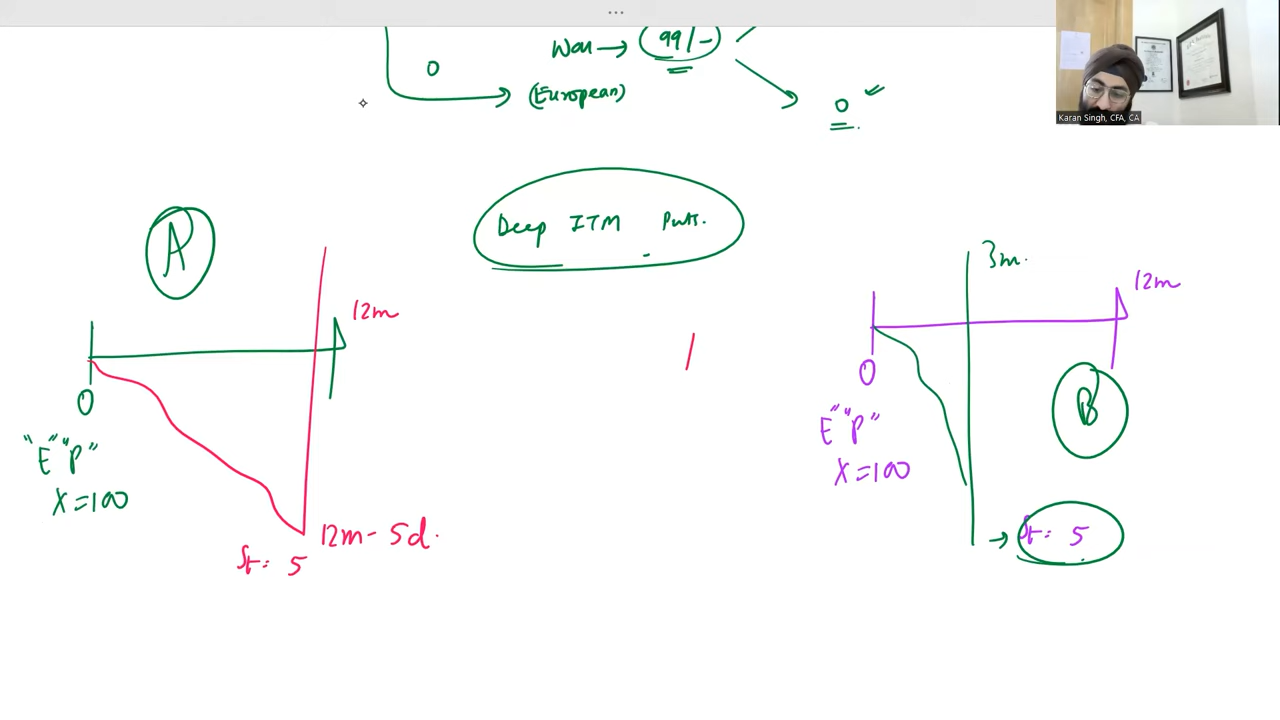 ...
Won → 99/-
0
(European)
0
Karan Singh, CFA, CA
Deep ITM Puts.
A
12m
0
"E" "P"
X=100
12m - 5d.
St= 5
3m.
12m
0
B
"E" "P"
X=100
→ St= 5